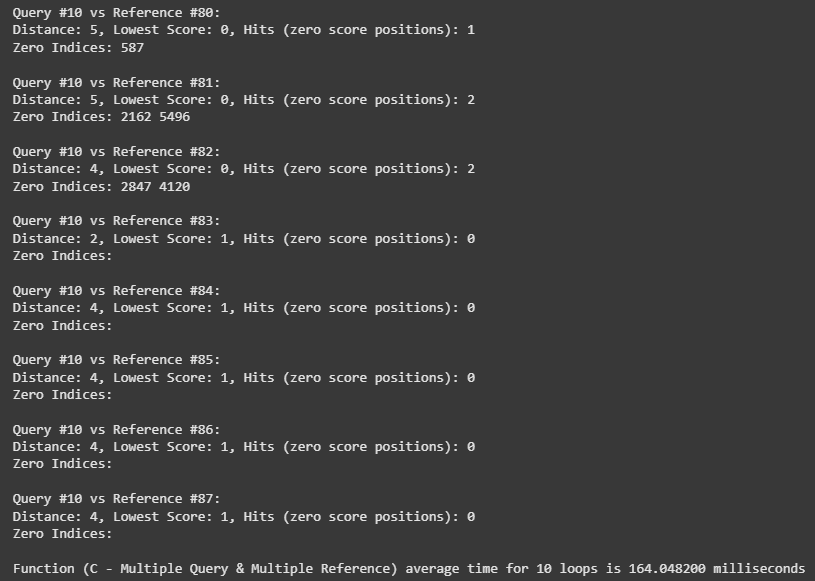 Query #10 vs Reference #80:
Distance: 5, Lowest Score: 0, Hits (zero score positions): 1
Zero Indices: 587
Query #10 vs Reference #81:
Distance: 5, Lowest Score: 0, Hits (zero score positions): 2
Zero Indices: 2162 5496
Query #10 vs Reference #82:
Distance: 4, Lowest Score: 0, Hits (zero score positions): 2
Zero Indices: 2847 4120
Query #10 vs Reference #83:
Distance: 2, Lowest Score: 1, Hits (zero score positions): 0
Zero Indices:
Query #10 vs Reference #84:
Distance: 4, Lowest Score: 1, Hits (zero score positions): 0
Zero Indices:
Query #10 vs Reference #85:
Distance: 4, Lowest Score: 1, Hits (zero score positions): 0
Zero Indices:
Query #10 vs Reference #86:
Distance: 4, Lowest Score: 1, Hits (zero score positions): 0
Zero Indices:
Query #10 vs Reference #87:
Distance: 4, Lowest Score: 1, Hits (zero score positions): 0
Zero Indices:
Function (C - Multiple Query & Multiple Reference) average time for 10 loops is 164.048200 milliseconds